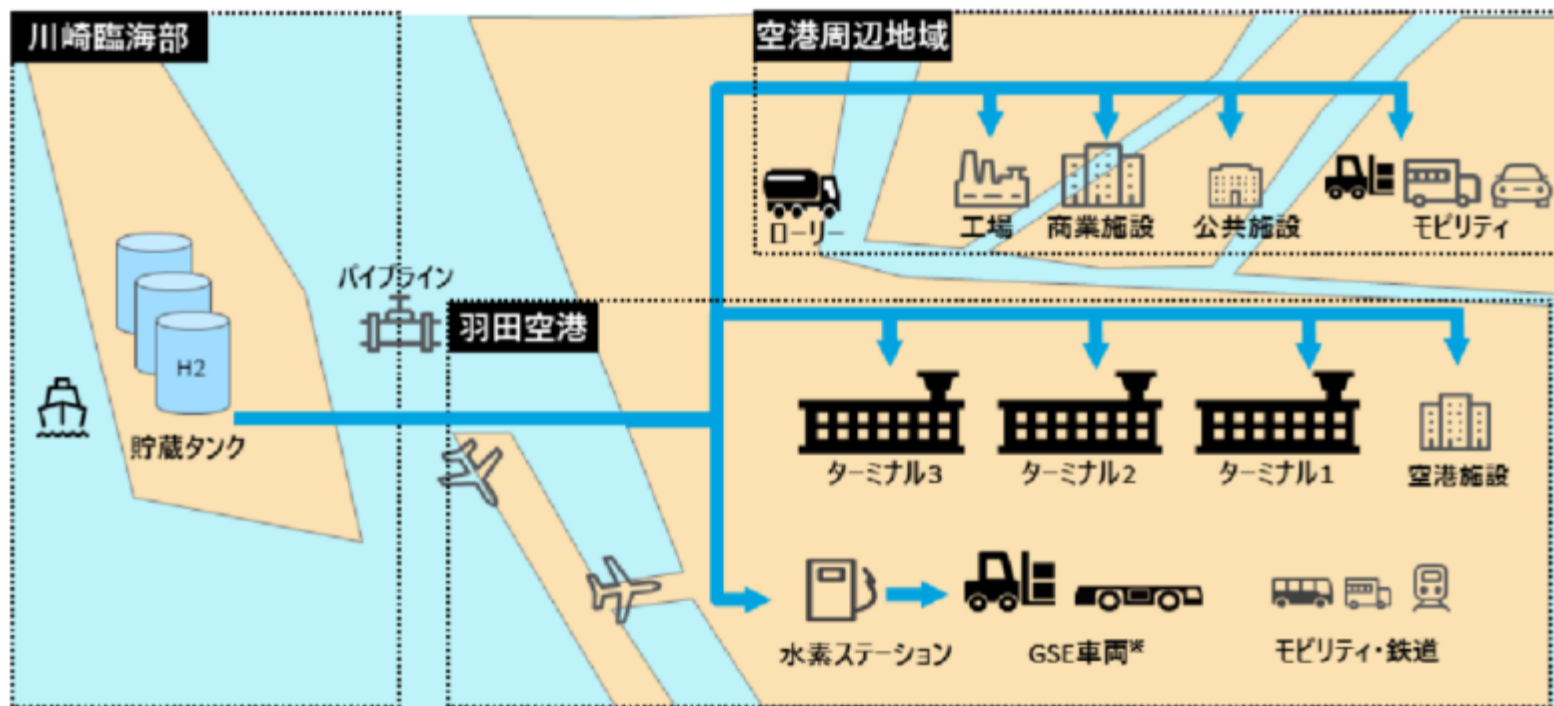 川崎臨海部
空港周辺地域
ローリー
工場
商業施設
公共施設
モビリティ
パイプライン
羽田空港
H2
貯蔵タンク
ターミナル3
ターミナル2
ターミナル1
空港施設
水素ステーション
GSE車両※
モビリティ・鉄道